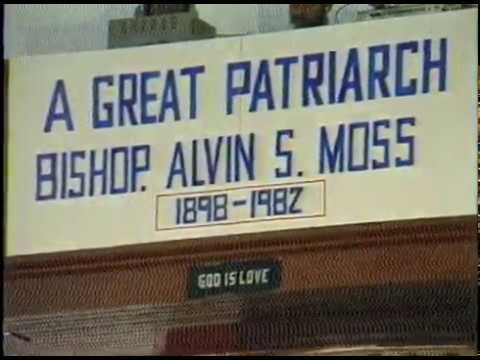 A GREAT PATRIARCH
BISHOP. ALVIN S. MOSS
1898-1982
GOD IS LOVE